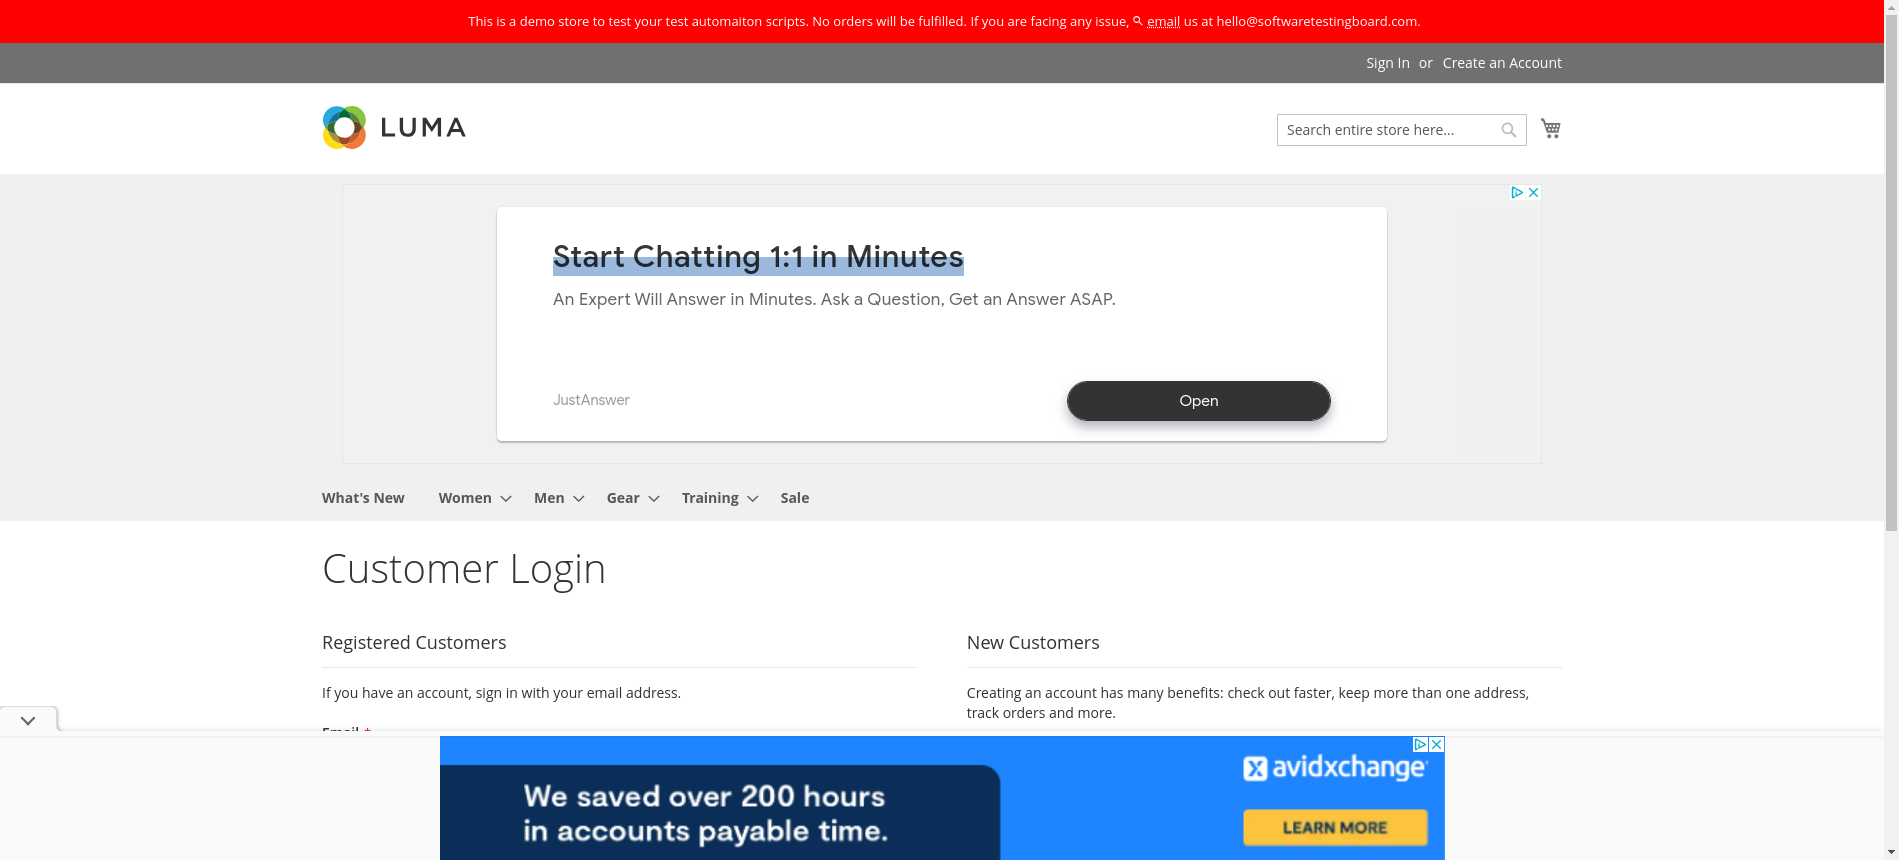 This is a demo store to test your test automaiton scripts. No orders will be fulfilled. If you are facing any issue, email us at hello@softwaretestingboard.com.
Sign In or Create an Account
LUMA
Search entire store here...
Start Chatting 1:1 in Minutes
An Expert Will Answer in Minutes. Ask a Question, Get an Answer ASAP.
JustAnswer
Open
What's New Women Men Gear Training Sale
Customer Login
Registered Customers
If you have an account, sign in with your email address.
Email *
New Customers
Creating an account has many benefits: check out faster, keep more than one address,
track orders and more.
We saved over 200 hours
in accounts payable time.
avidxchange
LEARN MORE